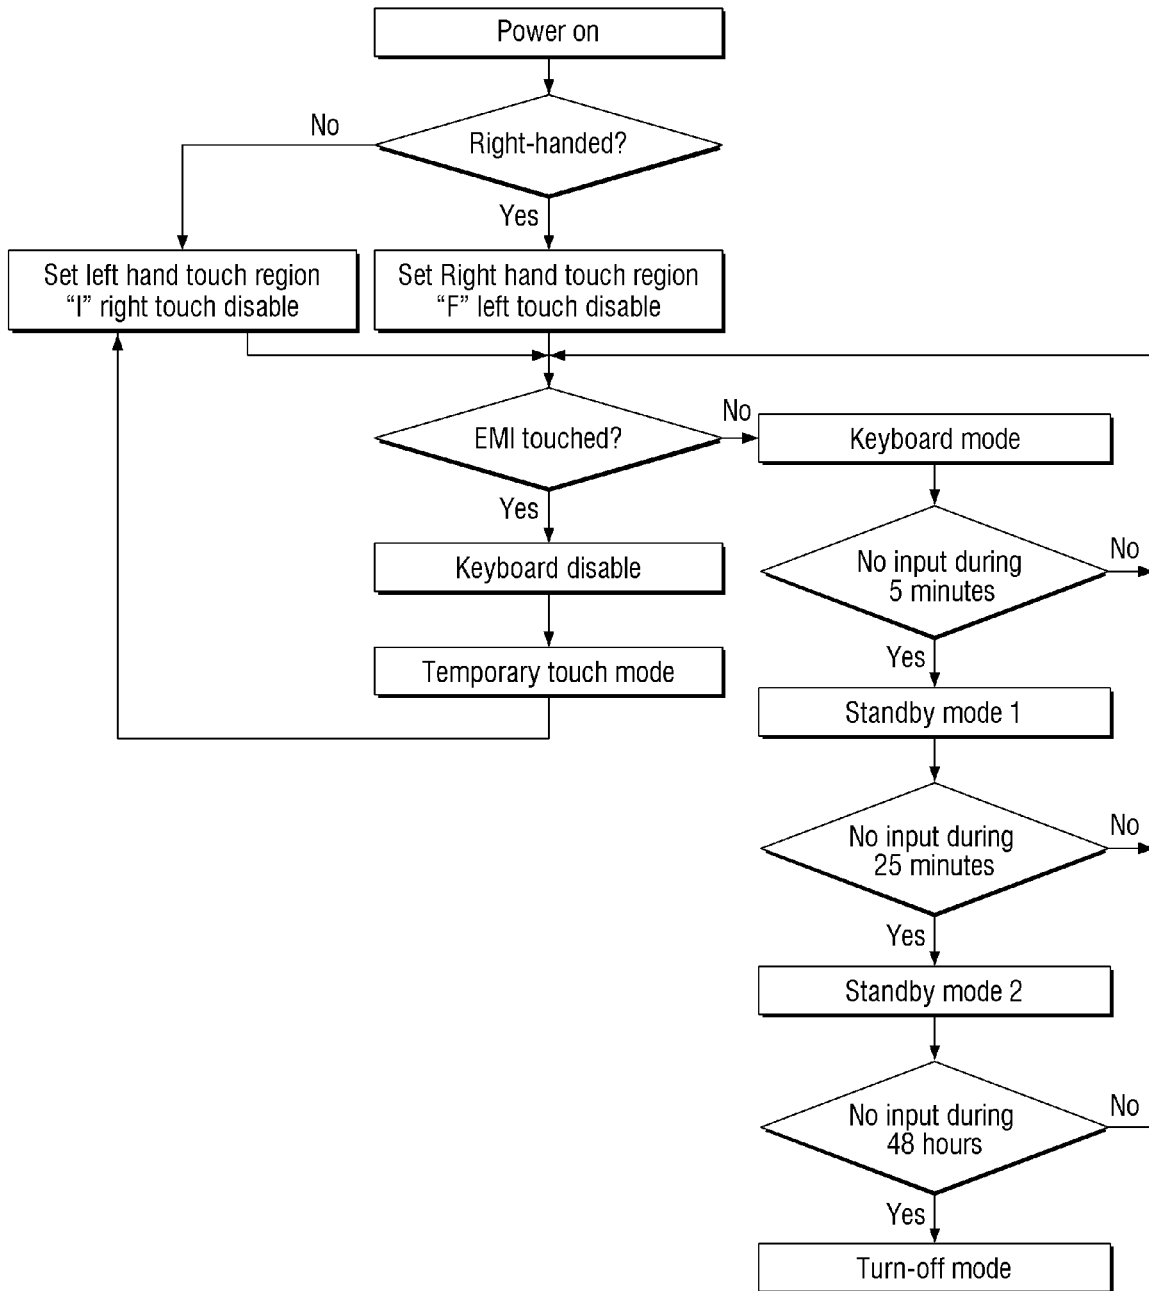 Power on
No
Right-handed?
Yes
Set left hand touch region
“I” right touch disable
Set Right hand touch region
“F” left touch disable
EMI touched?
No
Keyboard mode
Yes
Keyboard disable
No input during
5 minutes
No
Yes
Temporary touch mode
Standby mode 1
No input during
25 minutes
No
Yes
Standby mode 2
No input during
48 hours
No
Yes
Turn-off mode